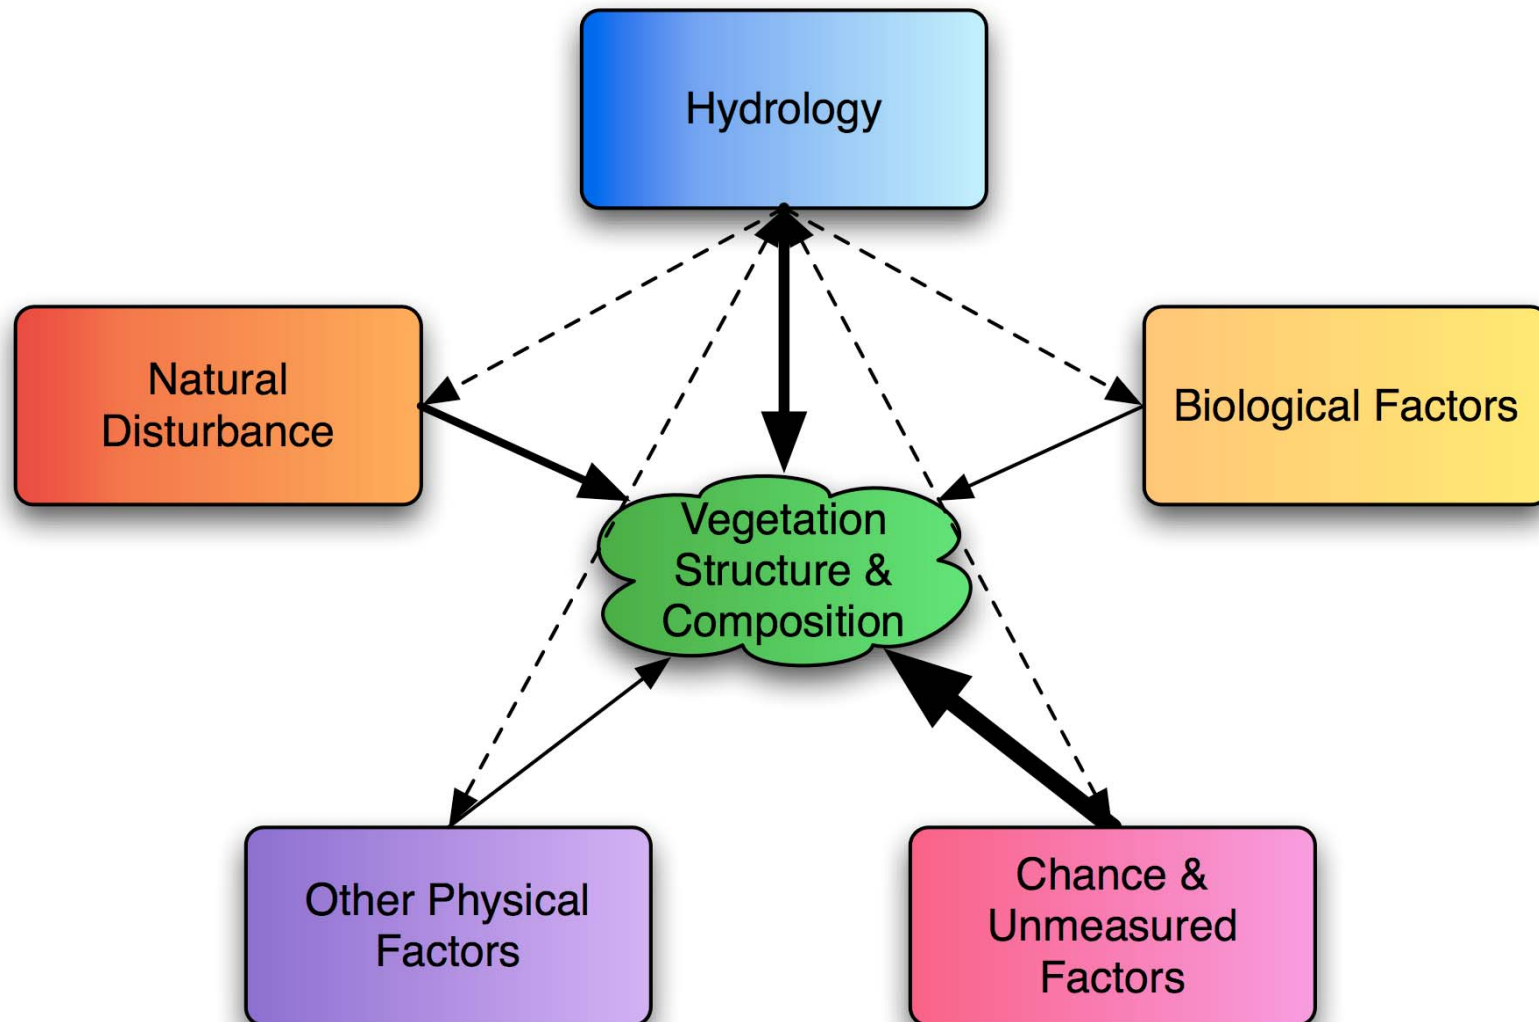 Hydrology
Natural
Disturbance
Biological Factors
Vegetation
Structure &
Composition
Other Physical
Factors
Chance &
Unmeasured
Factors